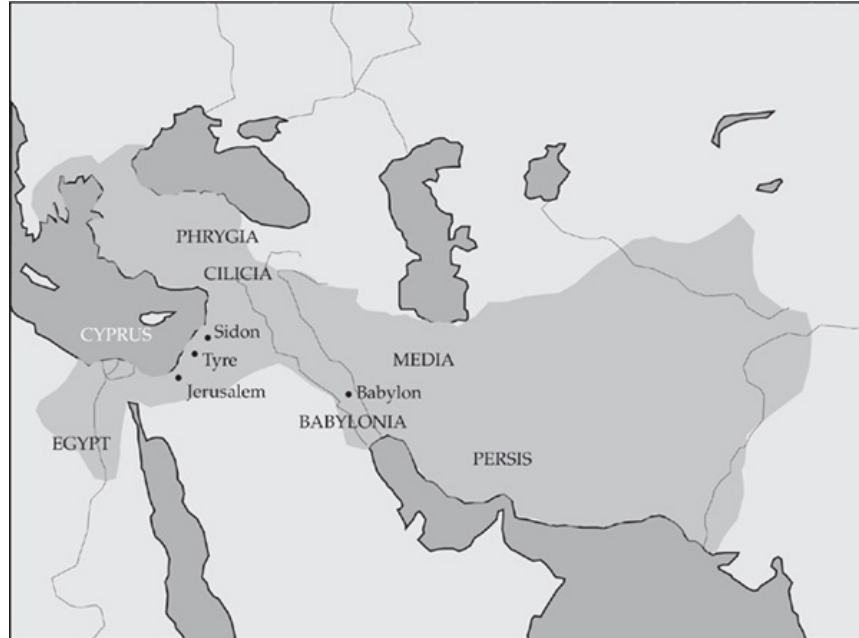 PHRYGIA
CILICIA
CYPRUS
Sidon
Tyre
MEDIA
Jerusalem
Babylon
BABYLONIA
EGYPT
PERSIS